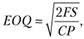 EOQ ≈ √(2FS/CP),